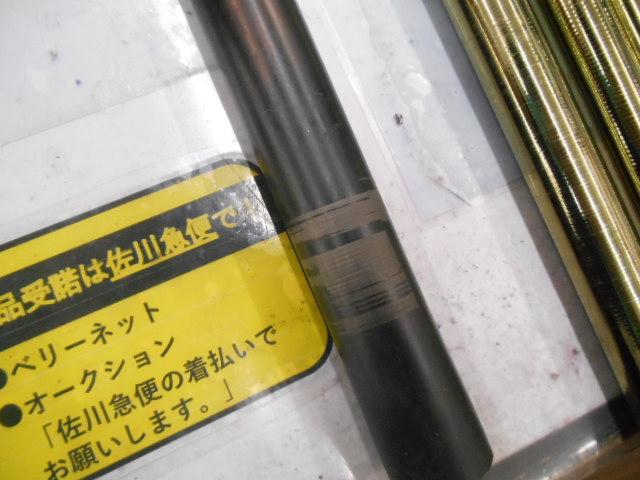 品受諾は佐川急便で
●ベリーネット
●オークション
「佐川急便の着払いで
お願いします。」